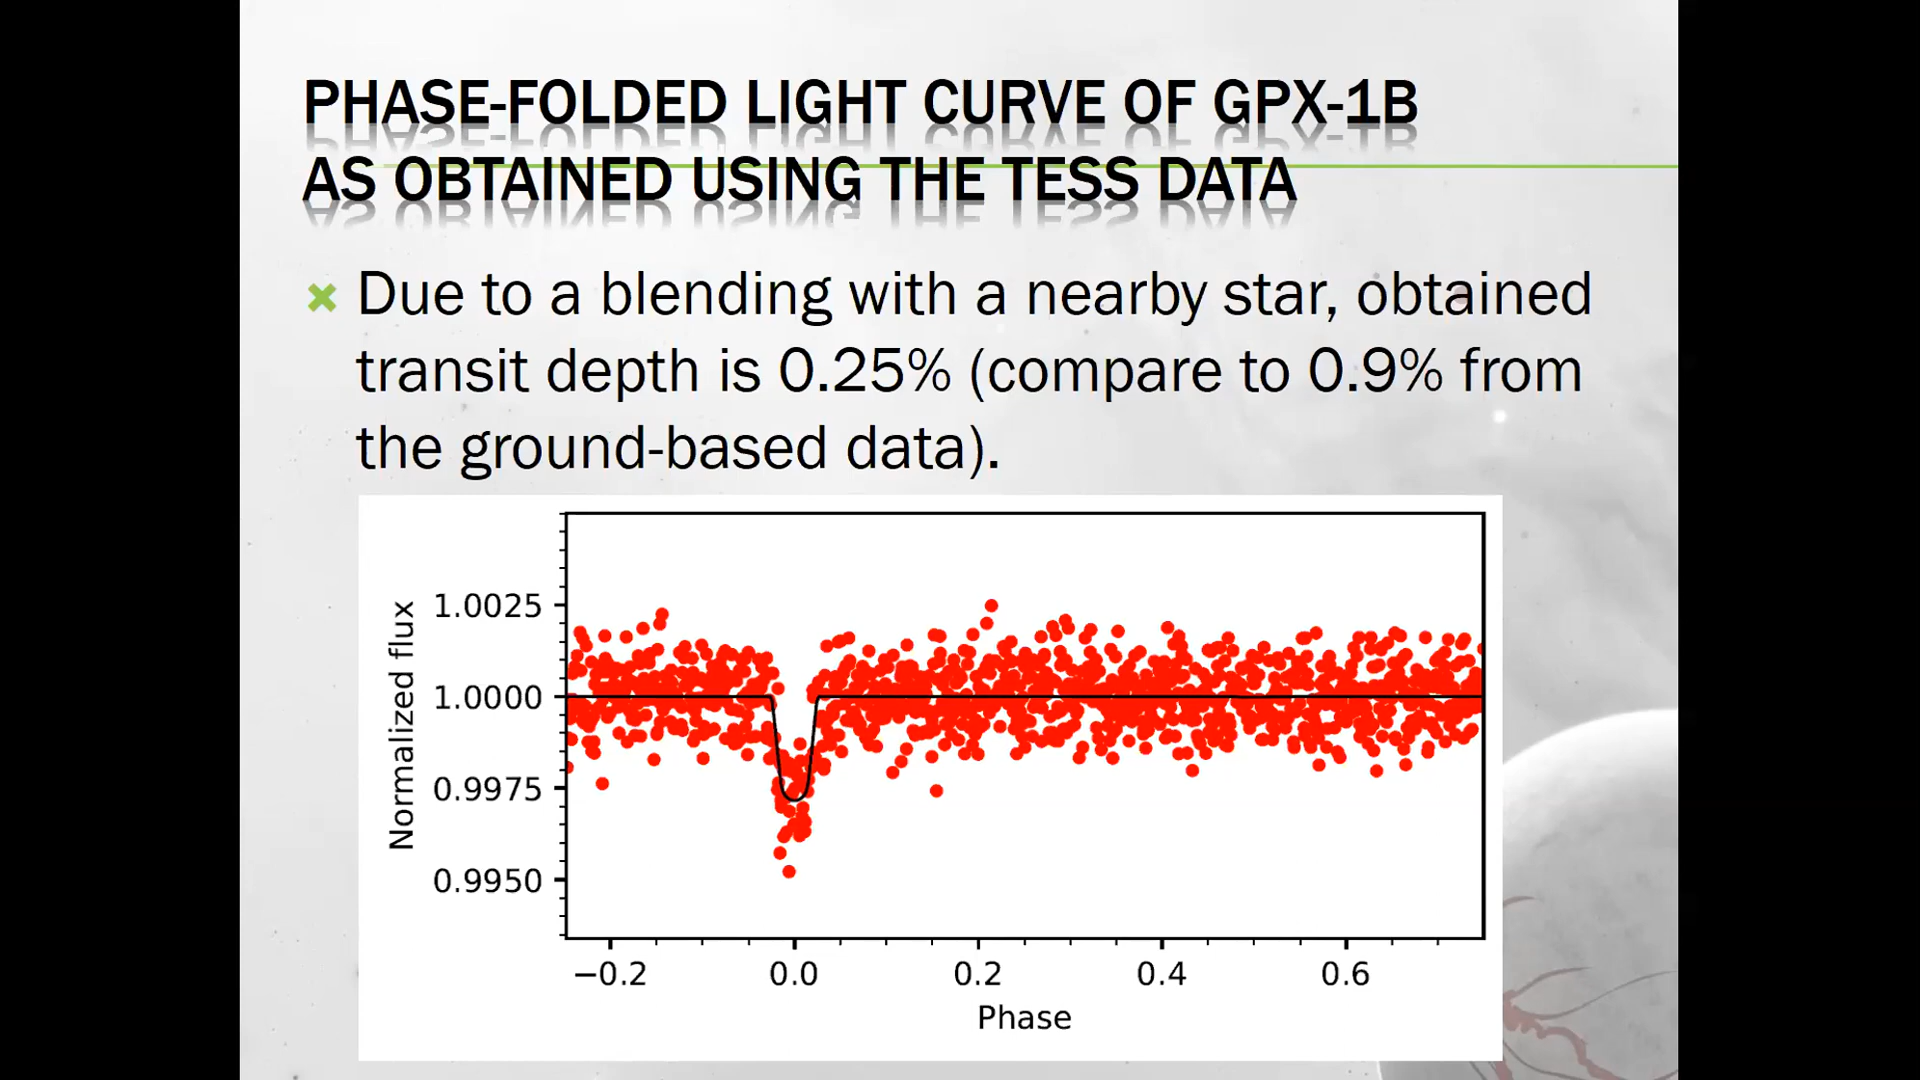 PHASE-FOLDED LIGHT CURVE OF GPX-1B
AS OBTAINED USING THE TESS DATA
Due to a blending with a nearby star, obtained
transit depth is 0.25% (compare to 0.9% from
the ground-based data).
Normalized flux
1.0025
1.0000
0.9975
0.9950
−0.2 0.0 0.2 0.4 0.6
Phase